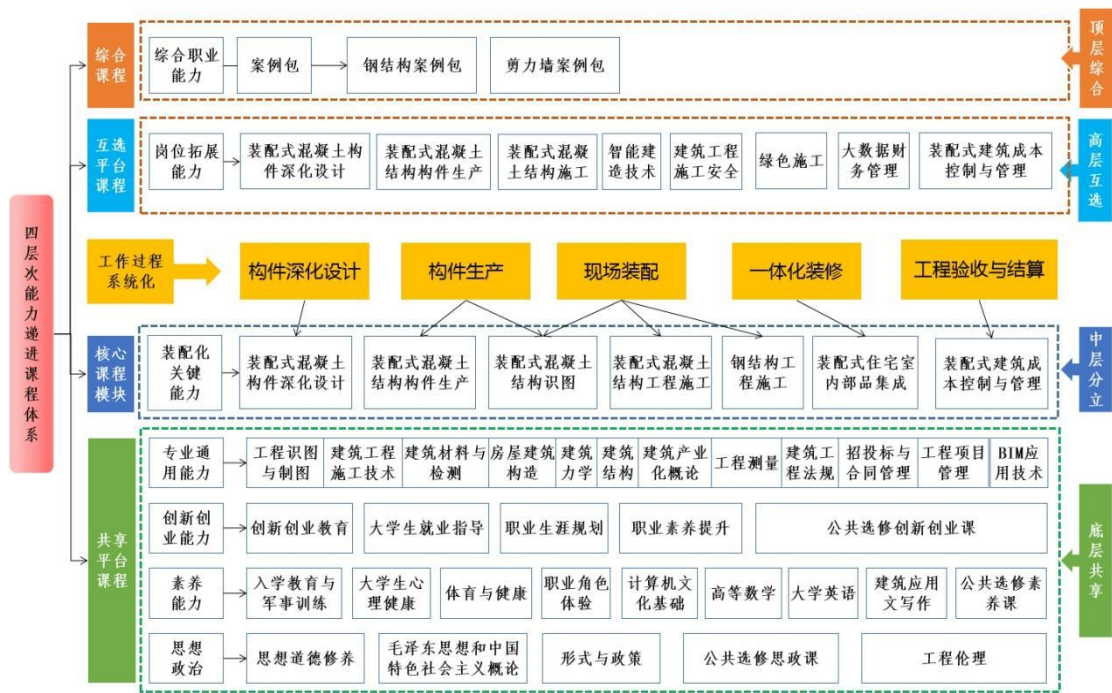 四层次能力递进课程体系
综合
课程
综合职业
能力
案例包
钢结构案例包
剪力墙案例包
顶层综合
互选
平台
课程
岗位拓展
能力
装配式混凝土构
件深化设计
装配式混凝土
结构构件生产
装配式混凝
土结构施工
智能建
造技术
建筑工程
施工安全
绿色施工
大数据财
务管理
装配式建筑成本
控制与管理
高层互选
工作过程
系统化
构件深化设计
构件生产
现场装配
一体化装修
工程验收与结算
核心
课程
模块
装配化
关键
能力
装配式混凝土
构件深化设计
装配式混凝土
结构构件生产
装配式混凝土
结构识图
装配式混凝土
结构工程施工
钢结构工
程施工
装配式住宅室
内部品集成
装配式建筑成
本控制与管理
中层分立
共享
平台
课程
专业通
用能力
工程识图
与制图
建筑工程
施工技术
建筑材料与
检测
房屋建筑
构造
建筑
力学
建筑
结构
建筑产业
化概论
工程测量
建筑工
程法规
招投标与
合同管理
工程项目
管理
BIM应
用技术
创新创
业能力
创新创业教育
大学生就业指导
职业生涯规划
职业素养提升
公共选修创新创业课
素养
能力
入学教育与
军事训练
大学生心
理健康
体育与健康
职业角色
体验
计算机文
化基础
高等数学
大学英语
建筑应用
文写作
公共选修素
养课
思想
政治
思想道德修养
毛泽东思想和中国
特色社会主义概论
形式与政策
公共选修思政课
工程伦理
底层共享